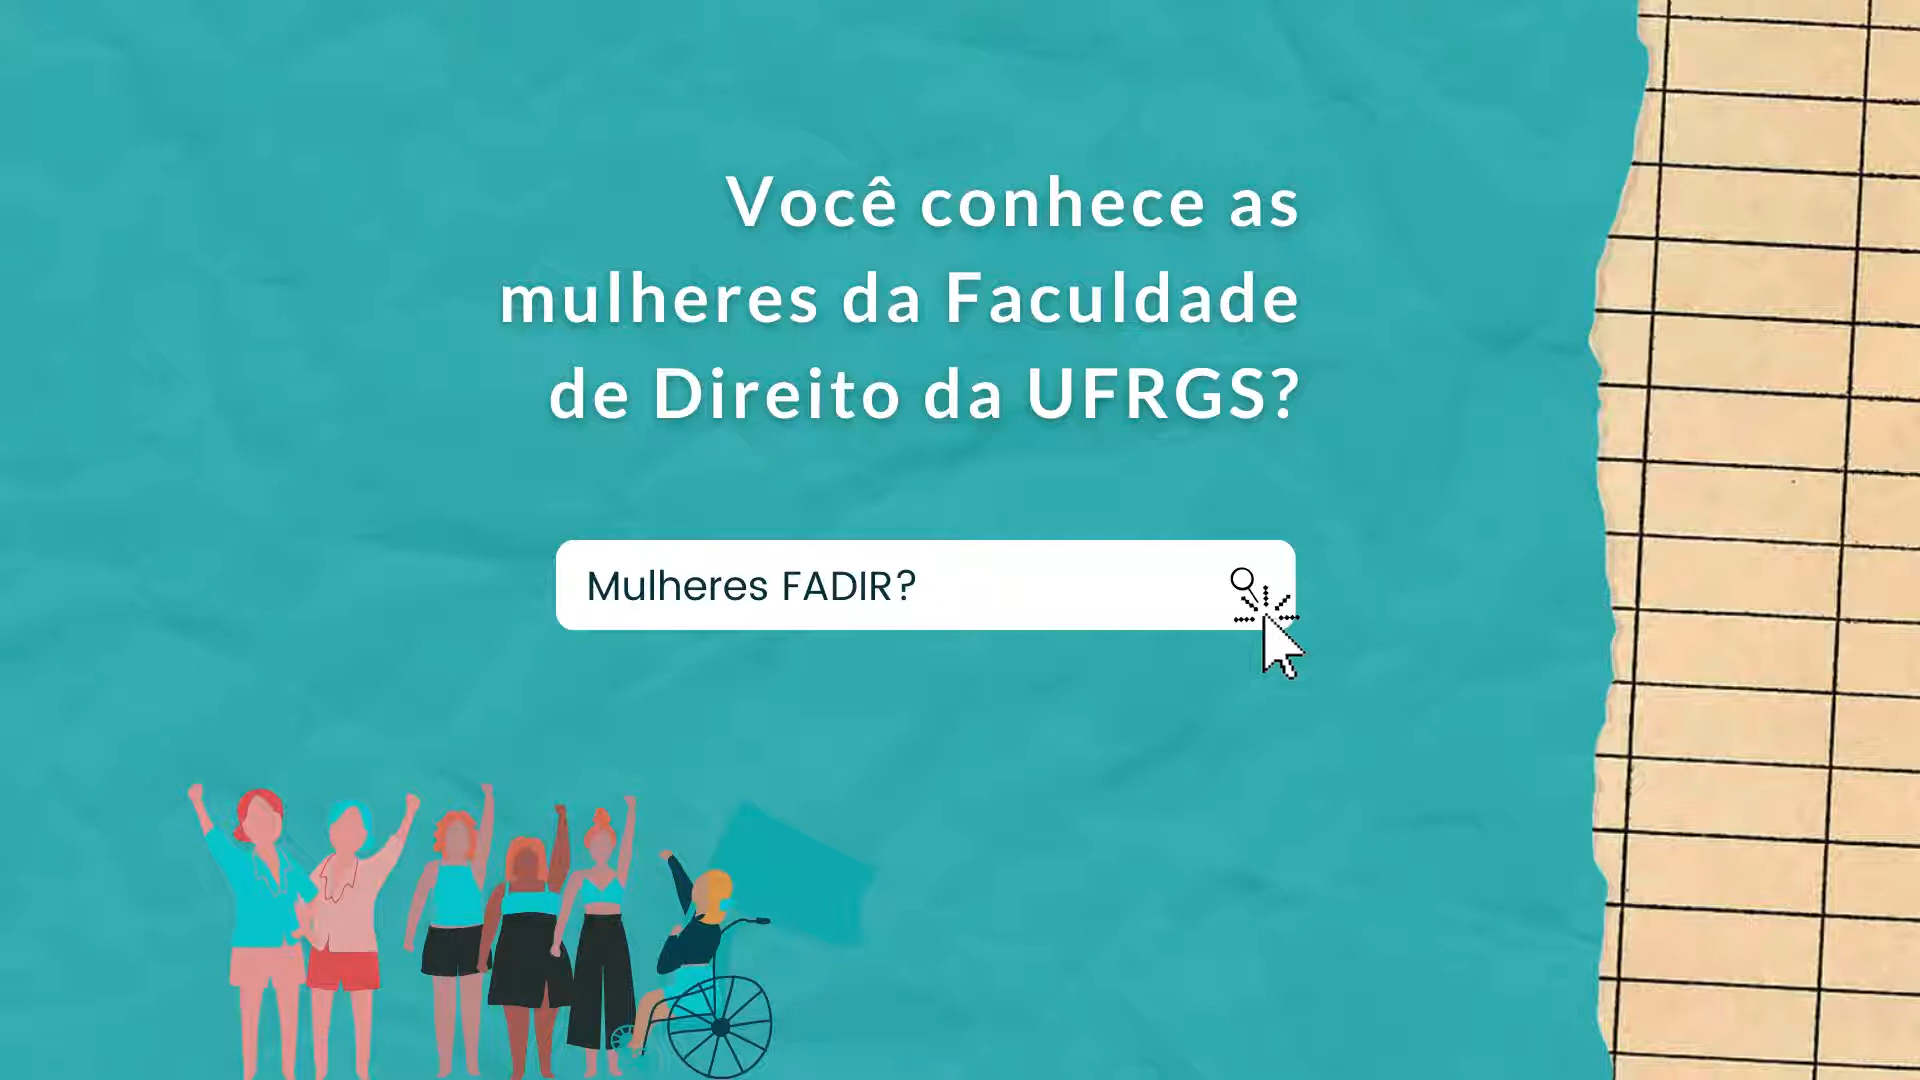 Você conhece as
mulheres da Faculdade
de Direito da UFRGS?
Mulheres FADIR?